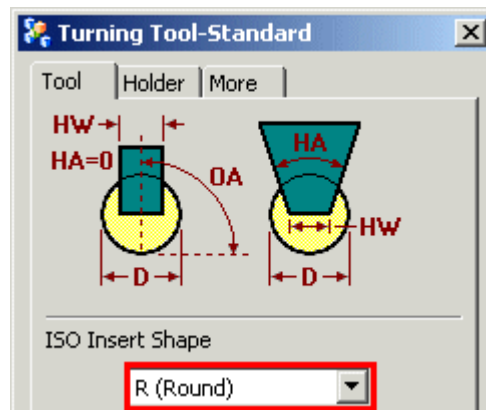 Turning Tool-Standard
Tool Holder More
HW HA
HA=0 OA
HW
D D
ISO Insert Shape
R (Round)